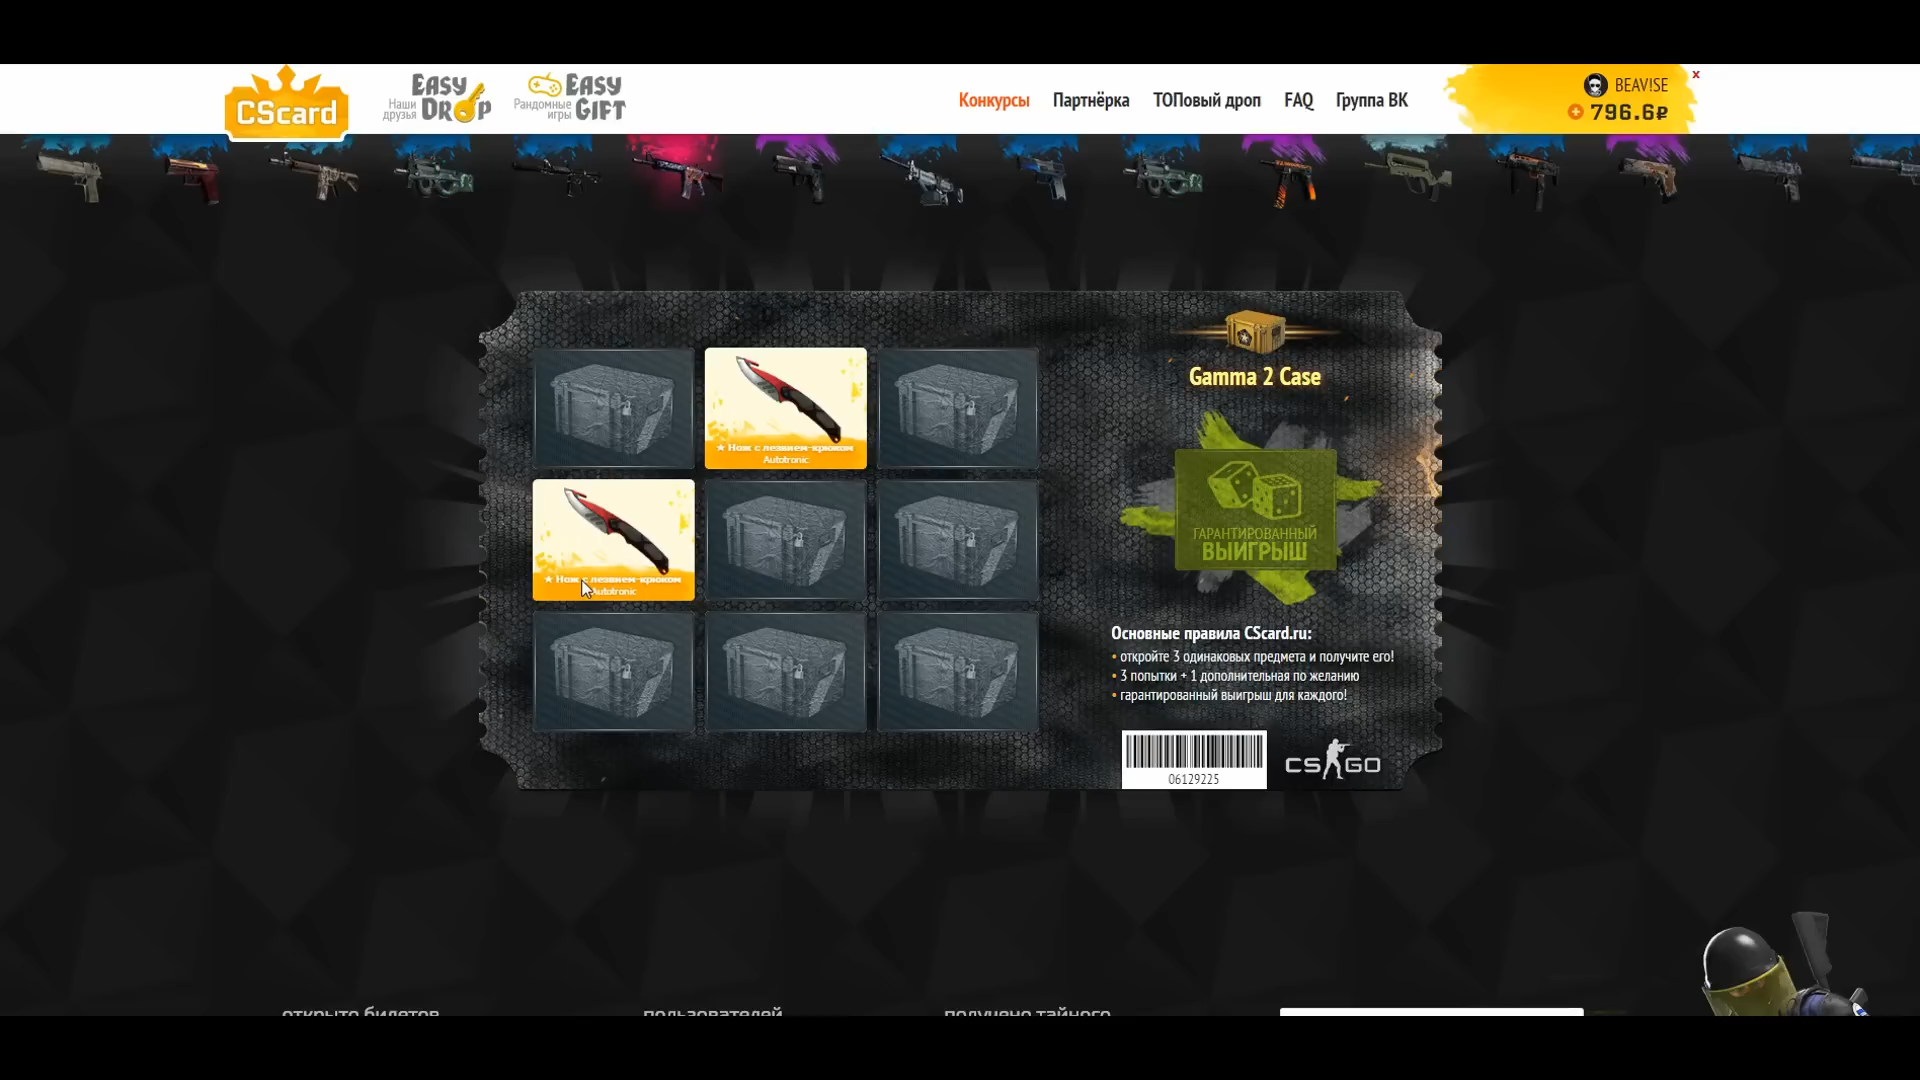 CScard
Наши друзья
EASY DROP
Рандомные игры
EASY GIFT
Конкурсы
Партнёрка
ТОПовый дроп
FAQ
Группа ВК
BEAV!SE
x
796.6₽
Gamma 2 Case
★ Нож с лезвием-крюком
Autotronic
ГАРАНТИРОВАННЫЙ
ВЫИГРЫШ
★ Нож с лезвием-крюком
Autotronic
Основные правила CScard.ru:
• откройте 3 одинаковых предмета и получите его!
• 3 попытки + 1 дополнительная по желанию
• гарантированный выигрыш для каждого!
06129225
CS GO
открыто билетов
пользователей
получено тайного